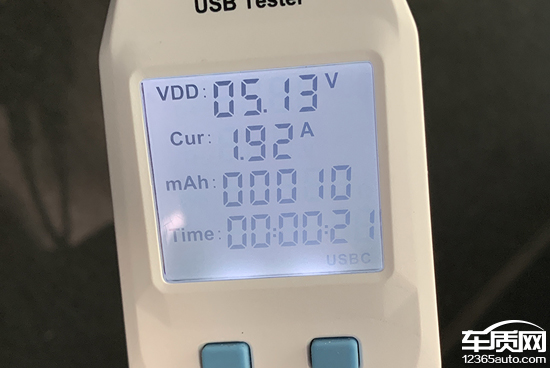 USB Tester
VDD: 05.13 V
Cur: 1.92 A
mAh: 00010
Time: 00:00:21
USBC
车质网
12365auto.com